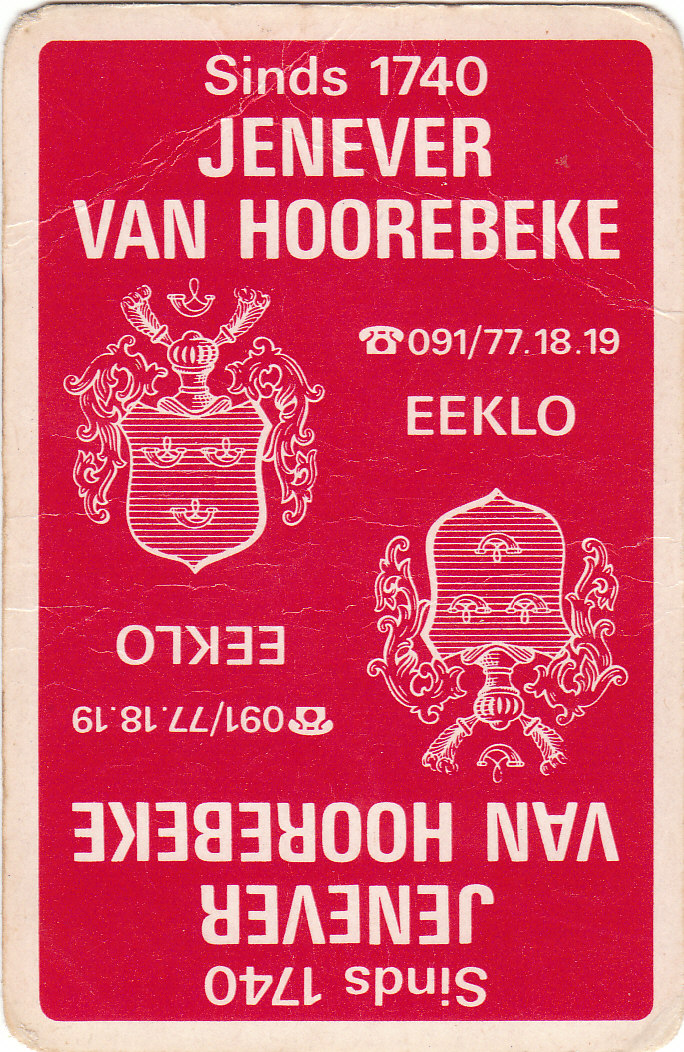 Sinds 1740
JENEVER
VAN HOOREBEKE
☎091/77.18.19
EEKLO
EEKLO
☎091/77.18.19
VAN HOOREBEKE
JENEVER
Sinds 1740